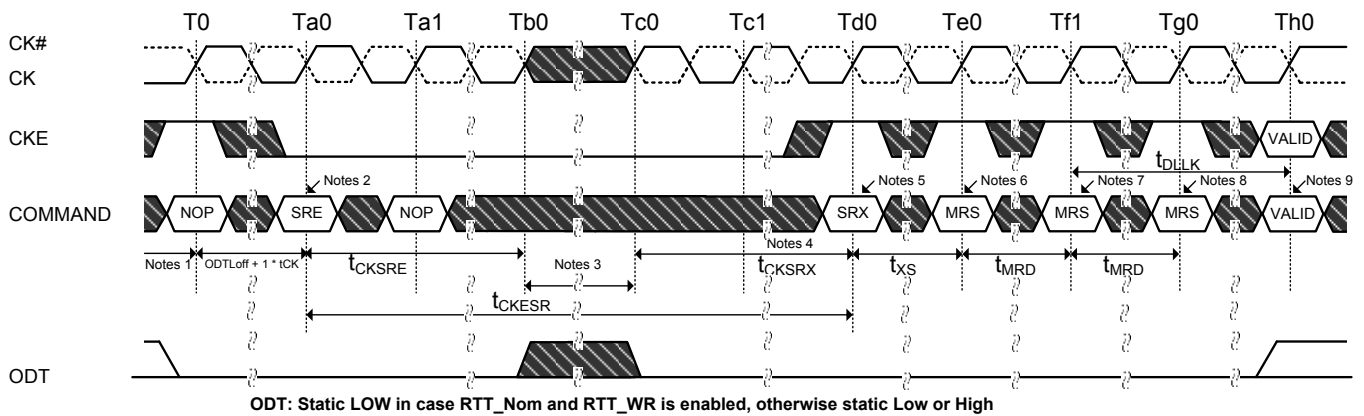 T0 Ta0 Ta1 Tb0 Tc0 Tc1 Td0 Te0 Tf1 Tg0 Th0
CK#
CK
CKE
VALID
tDLLK
Notes 2 Notes 5 Notes 6 Notes 7 Notes 8 Notes 9
COMMAND
NOP SRE NOP SRX MRS MRS MRS VALID
Notes 1 ODTLoff + 1 * tCK tCKSRE Notes 3 Notes 4 tCKSRX tXS tMRD tMRD
tCKESR
ODT
ODT: Static LOW in case RTT_Nom and RTT_WR is enabled, otherwise static Low or High